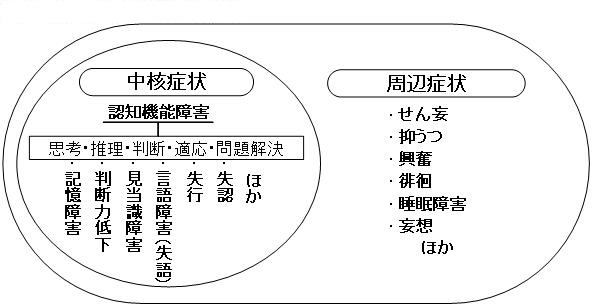 中核症状
認知機能障害
思考・推理・判断・適応・問題解決
・記憶障害
・判断力低下
・見当識障害
・言語障害(失語)
・失行
・失認
ほか
周辺症状
・せん妄
・抑うつ
・興奮
・徘徊
・睡眠障害
・妄想
ほか